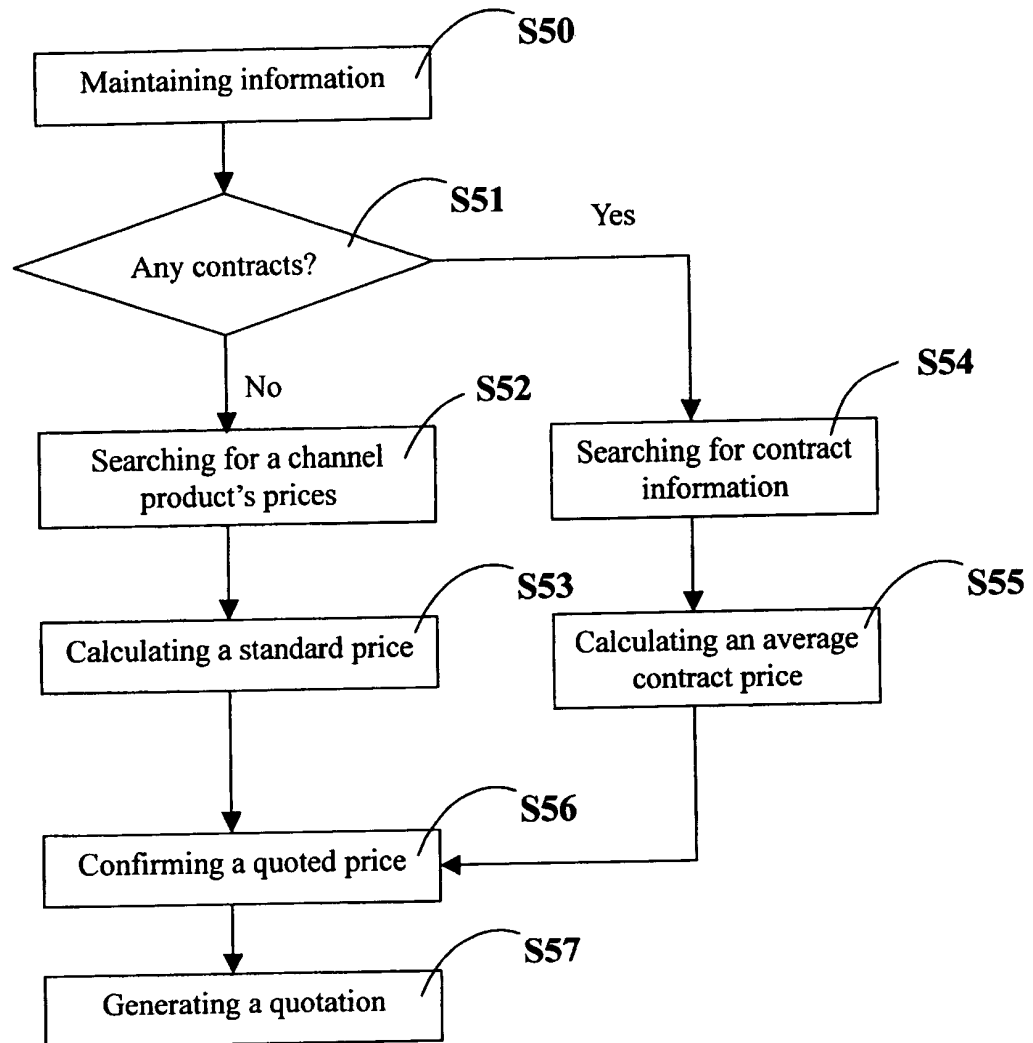 S50
Maintaining information
S51
Yes
Any contracts?
No
S52
S54
Searching for a channel
product's prices
Searching for contract
information
S53
S55
Calculating a standard price
Calculating an average
contract price
S56
Confirming a quoted price
S57
Generating a quotation